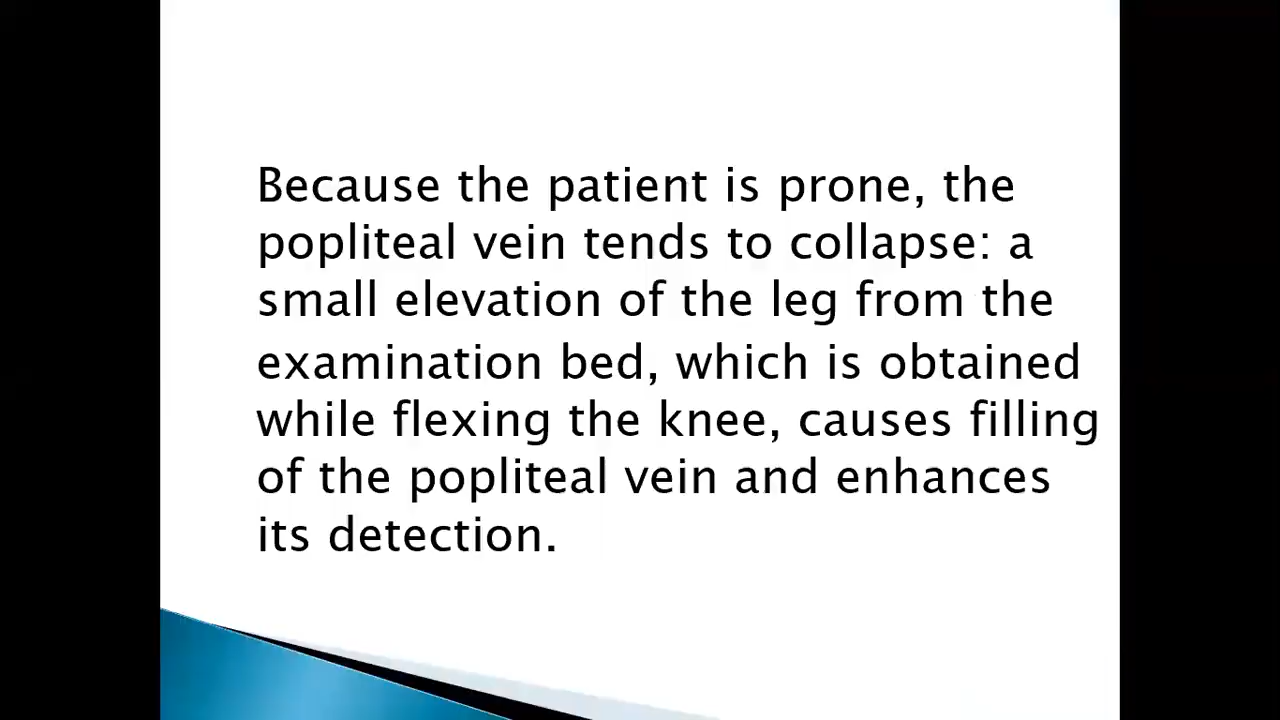 Because the patient is prone, the
popliteal vein tends to collapse: a
small elevation of the leg from the
examination bed, which is obtained
while flexing the knee, causes filling
of the popliteal vein and enhances
its detection.